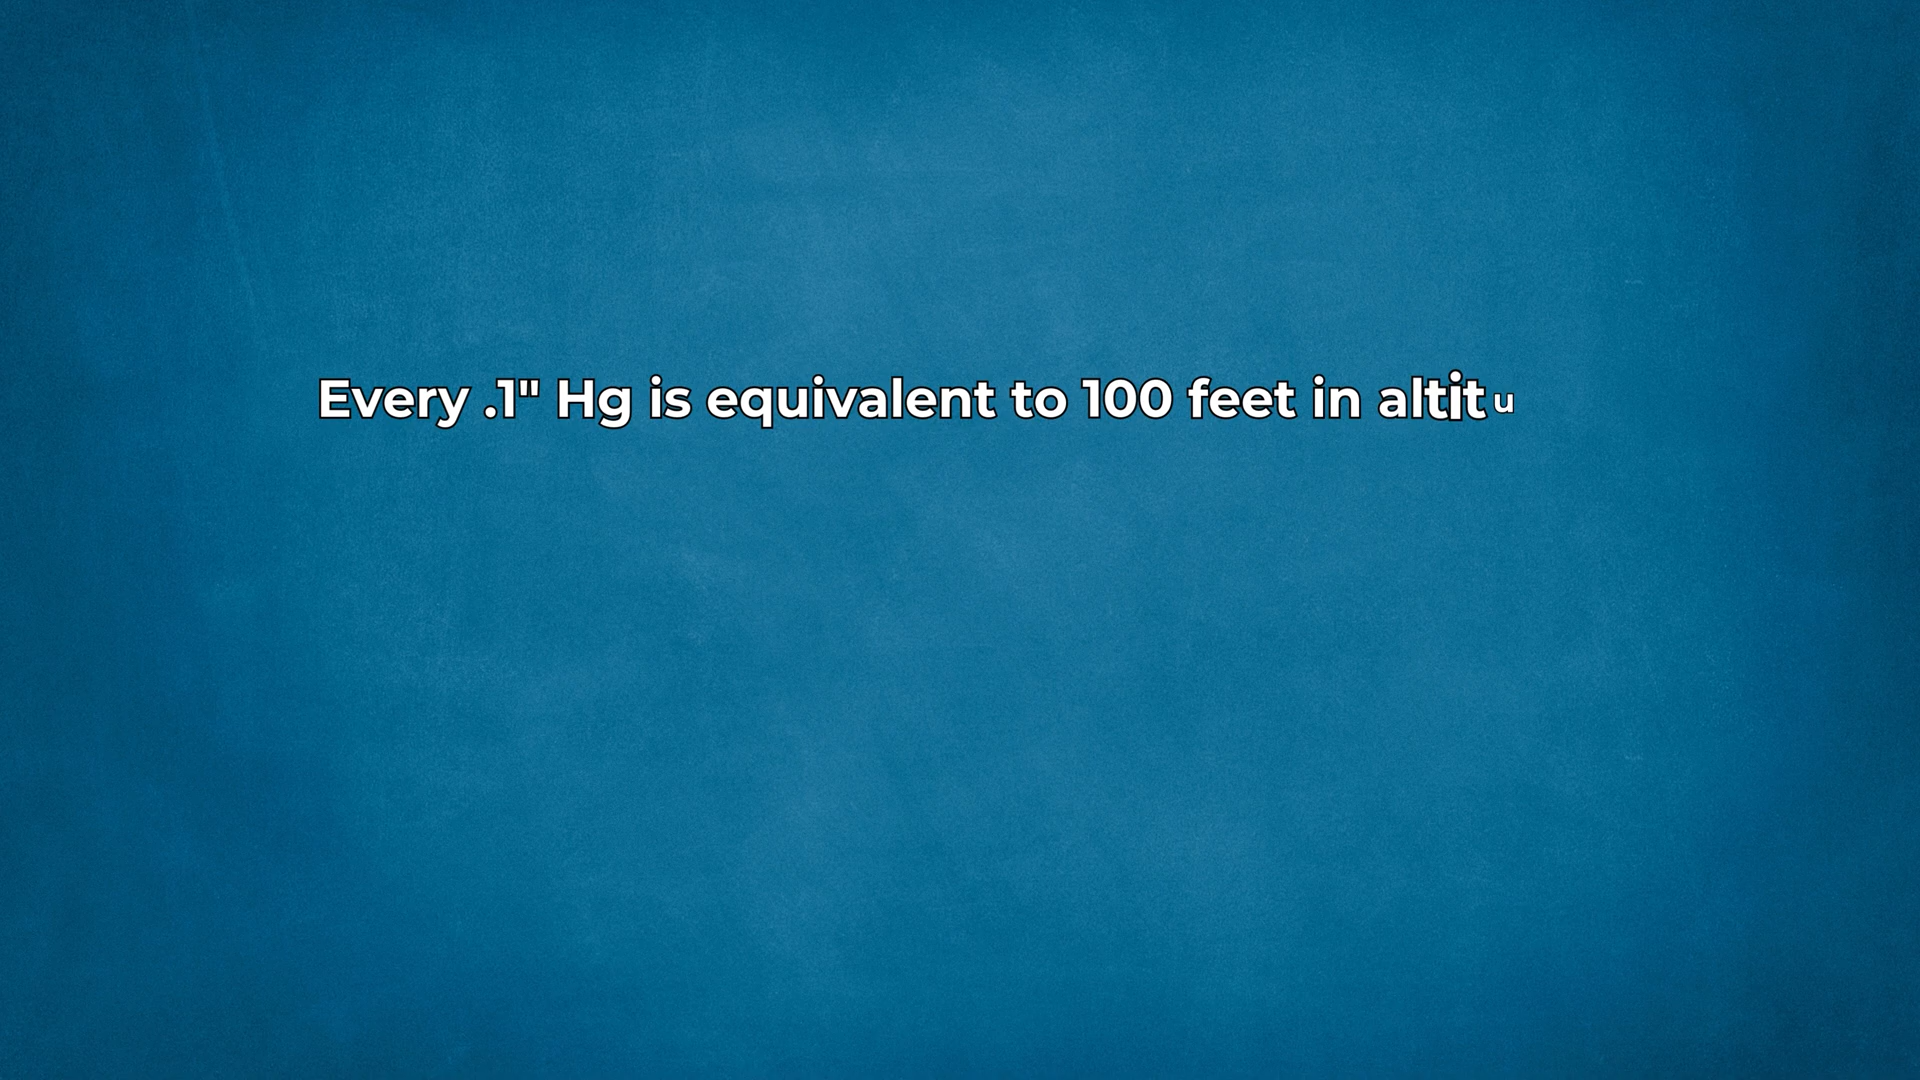 Every .1" Hg is equivalent to 100 feet in altitu